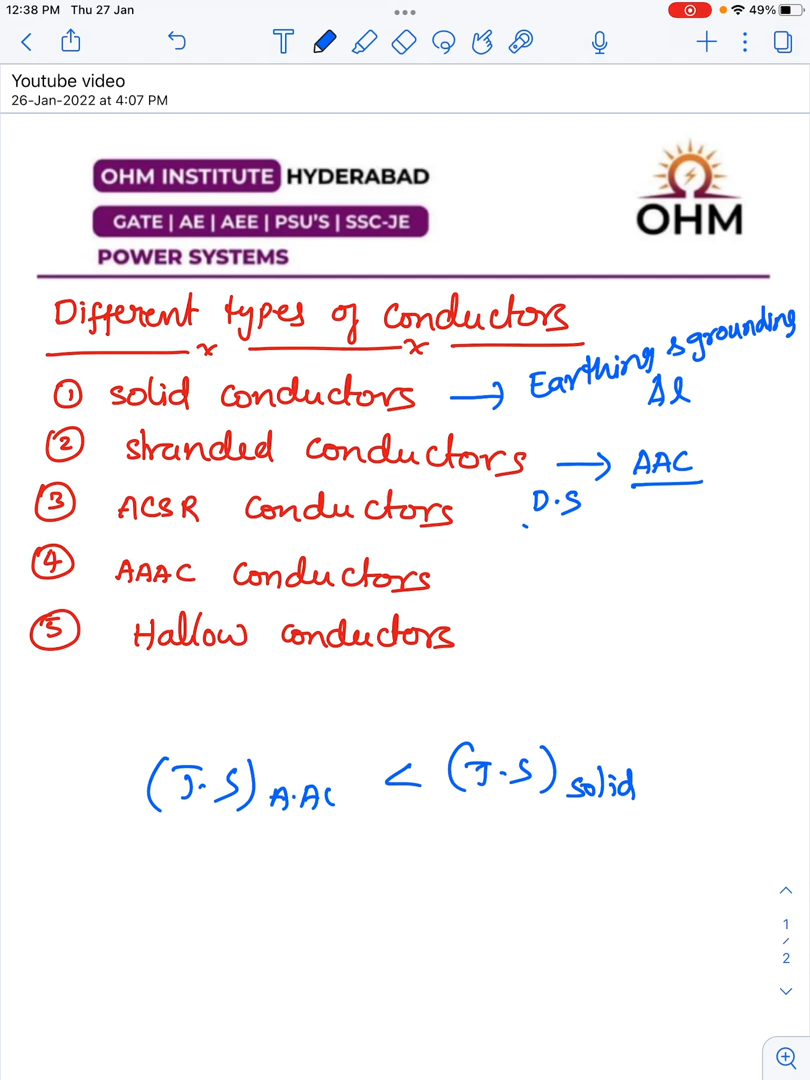 12:38 PM Thu 27 Jan
49%
Youtube video
26-Jan-2022 at 4:07 PM
OHM INSTITUTE HYDERABAD
GATE | AE | AEE | PSU'S | SSC-JE
POWER SYSTEMS
OHM
Different types of conductors
① solid conductors → Earthing & grounding
Al
② stranded conductors → AAC
③ ACSR conductors D.S
④ AAAC conductors
⑤ Hallow conductors
(T.S) A.AC < (T.S) solid
1
/
2